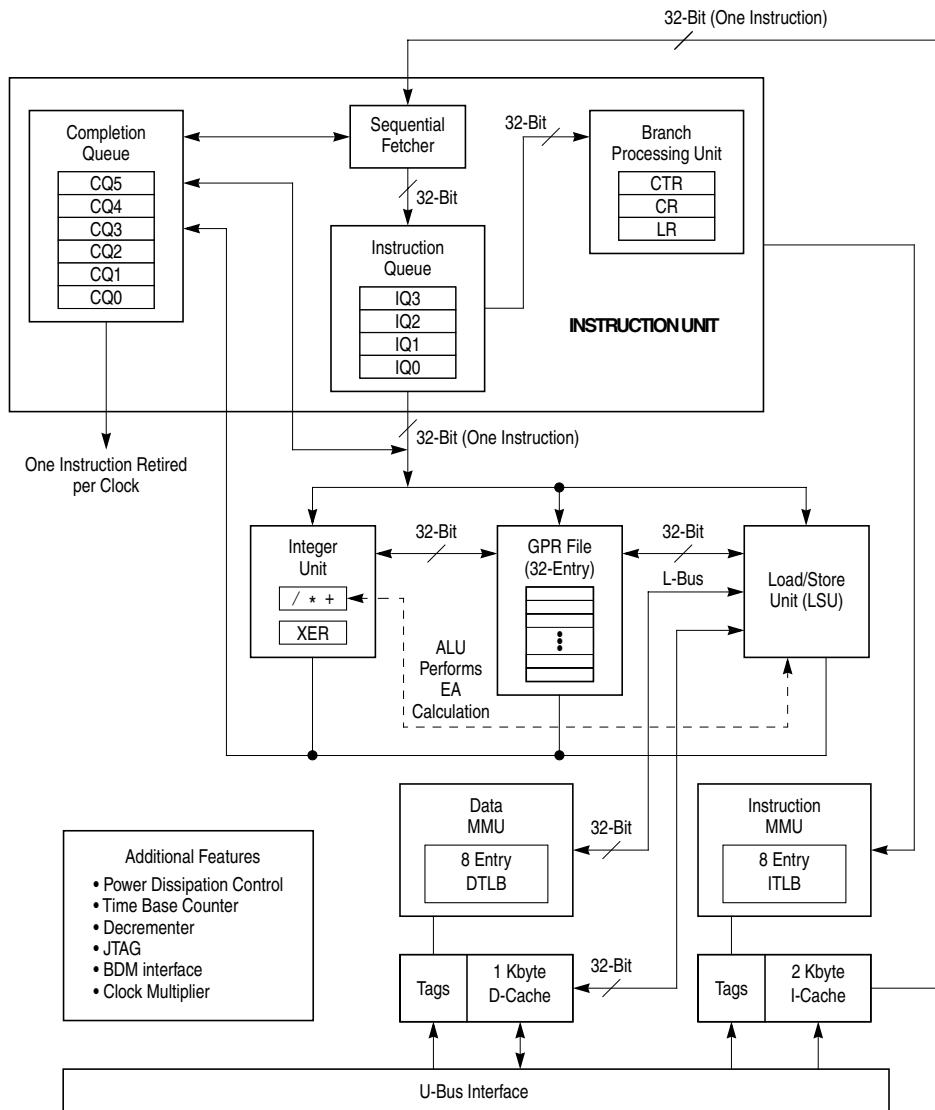 32-Bit (One Instruction)
Completion
Queue
CQ5
CQ4
CQ3
CQ2
CQ1
CQ0
Sequential
Fetcher
32-Bit
32-Bit
Branch
Processing Unit
CTR
CR
LR
Instruction
Queue
IQ3
IQ2
IQ1
IQ0
INSTRUCTION UNIT
32-Bit (One Instruction)
One Instruction Retired
per Clock
Integer
Unit
/ * +
XER
32-Bit
GPR File
(32-Entry)
32-Bit
L-Bus
Load/Store
Unit (LSU)
ALU
Performs
EA
Calculation
Data
MMU
8 Entry
DTLB
32-Bit
Instruction
MMU
8 Entry
ITLB
Additional Features
• Power Dissipation Control
• Time Base Counter
• Decrementer
• JTAG
• BDM interface
• Clock Multiplier
Tags
1 Kbyte
D-Cache
32-Bit
Tags
2 Kbyte
I-Cache
U-Bus Interface